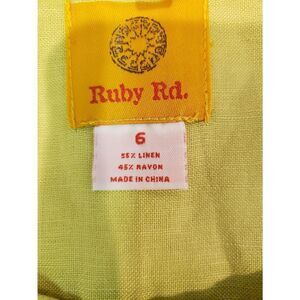 Ruby Rd.
6
55% LINEN
45% RAYON
MADE IN CHINA